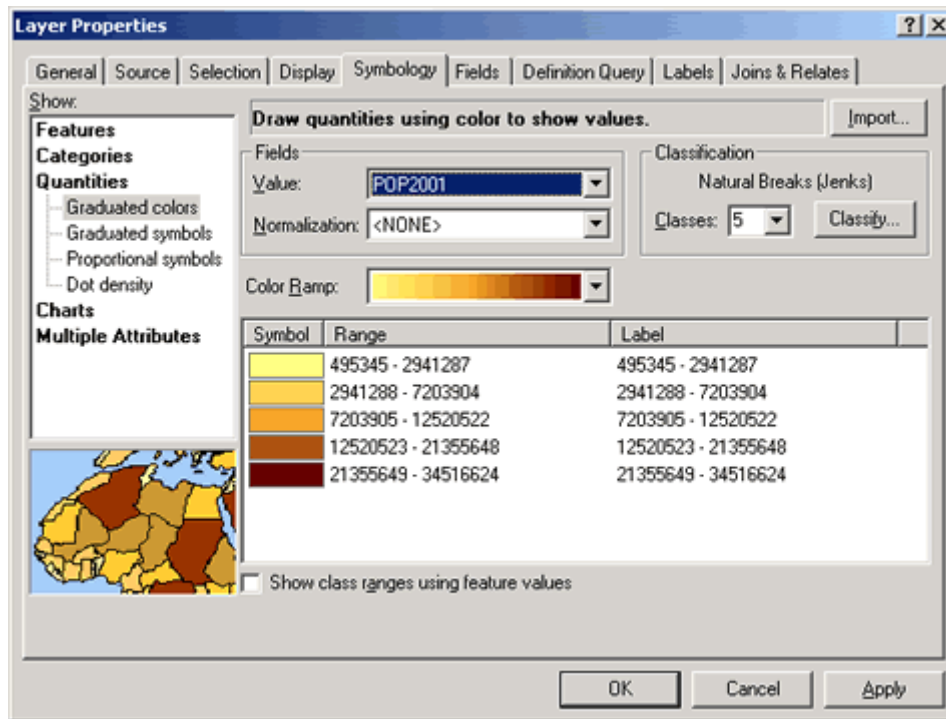 Layer Properties
General Source Selection Display Symbology Fields Definition Query Labels Joins & Relates
Show:
Features
Categories
Quantities
Graduated colors
Graduated symbols
Proportional symbols
Dot density
Charts
Multiple Attributes
Draw quantities using color to show values.
Import...
Fields
Value: POP2001
Normalization: <NONE>
Classification
Natural Breaks (Jenks)
Classes: 5 Classify...
Color Ramp:
Symbol Range Label
495345 - 2941287 495345 - 2941287
2941288 - 7203904 2941288 - 7203904
7203905 - 12520522 7203905 - 12520522
12520523 - 21355648 12520523 - 21355648
21355649 - 34516624 21355649 - 34516624
Show class ranges using feature values
OK Cancel Apply